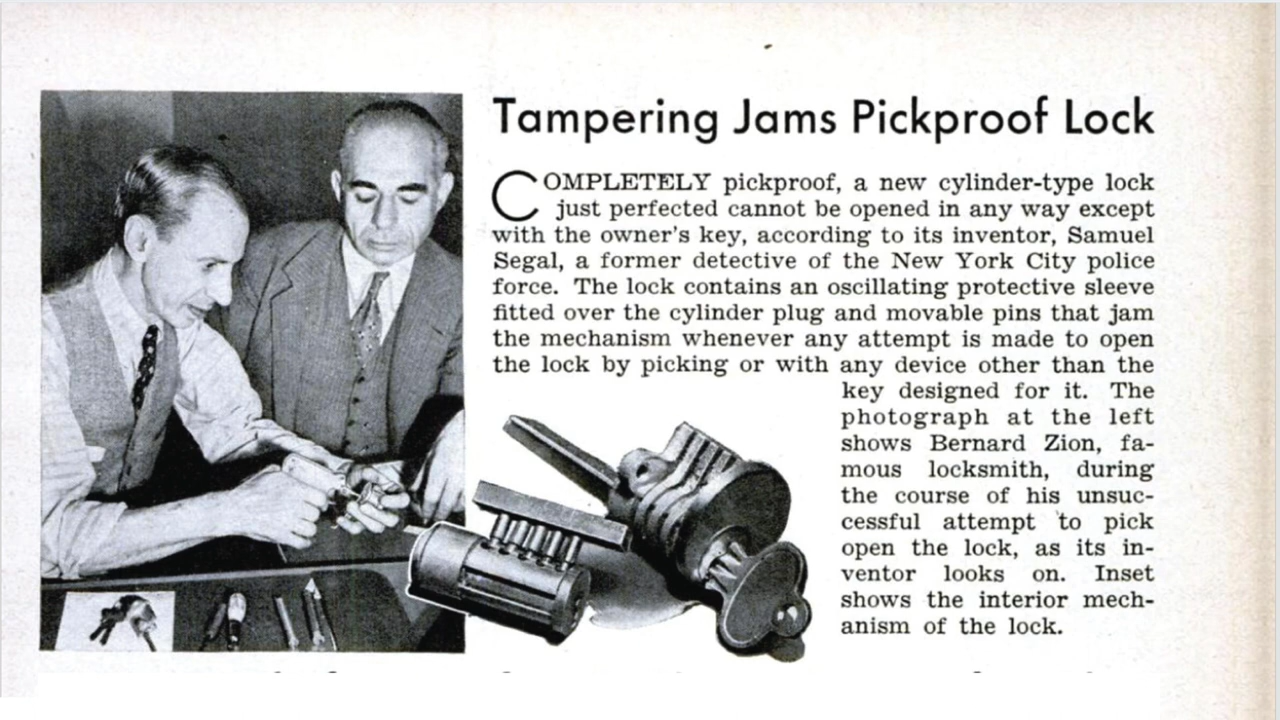 Tampering Jams Pickproof Lock
COMPLETELY pickproof, a new cylinder-type lock
just perfected cannot be opened in any way except
with the owner's key, according to its inventor, Samuel
Segal, a former detective of the New York City police
force. The lock contains an oscillating protective sleeve
fitted over the cylinder plug and movable pins that jam
the mechanism whenever any attempt is made to open
the lock by picking or with any device other than the
key designed for it. The
photograph at the left
shows Bernard Zion, fa-
mous locksmith, during
the course of his unsuc-
cessful attempt to pick
open the lock, as its in-
ventor looks on. Inset
shows the interior mech-
anism of the lock.